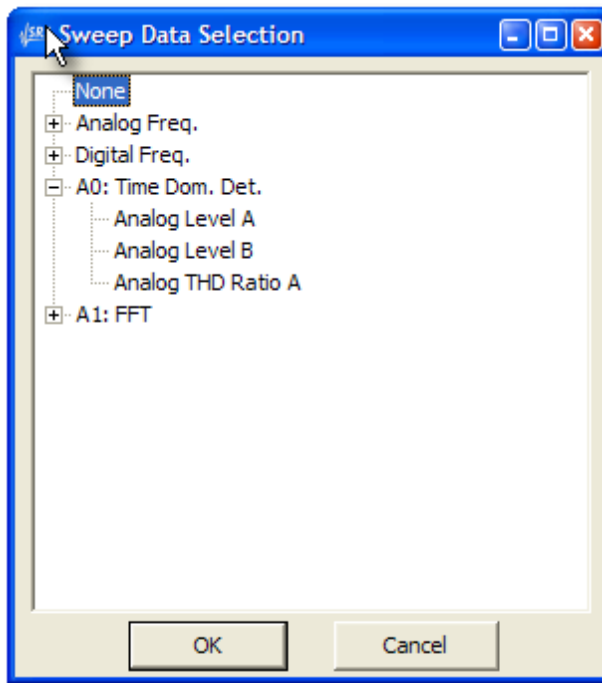 SR Sweep Data Selection
None
Analog Freq.
Digital Freq.
A0: Time Dom. Det.
Analog Level A
Analog Level B
Analog THD Ratio A
A1: FFT
OK Cancel